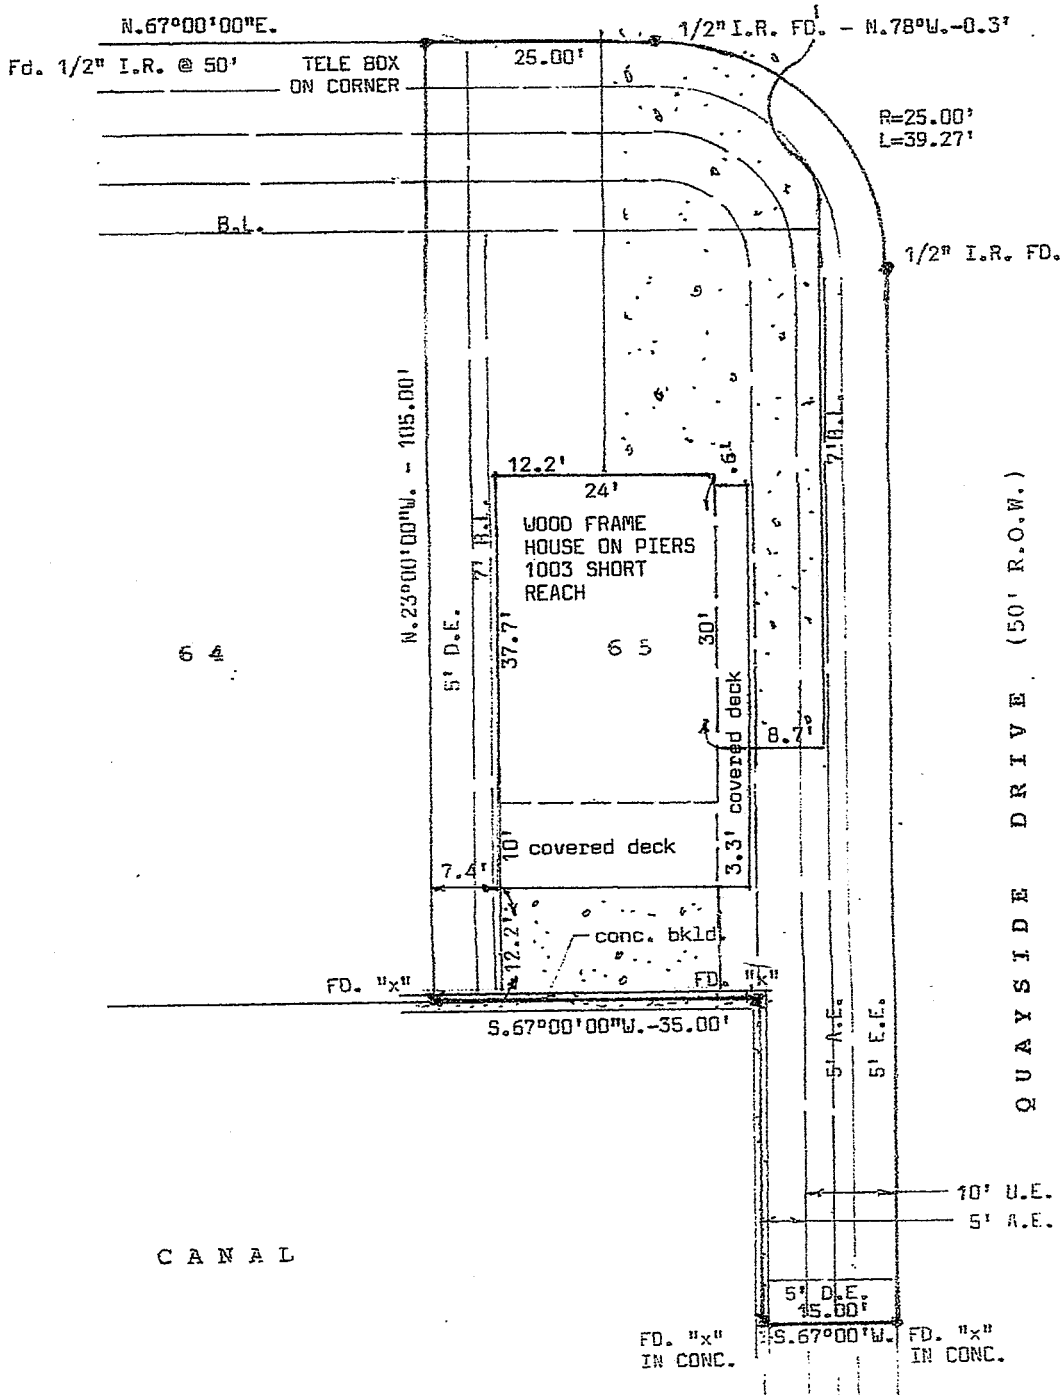 N.67°00'00"E.
1/2" I.R. FD. - N.78°W.-0.3'
Fd. 1/2" I.R. @ 50'
TELE BOX
ON CORNER
25.00'
R=25.00'
L=39.27'
B.L.
1/2" I.R. FD.
N.23°00'00"W. - 105.00'
7' B.L.
.6'
12.2'
24'
WOOD FRAME
HOUSE ON PIERS
1003 SHORT
REACH
7' B.L.
QUAYSIDE DRIVE (50' R.O.W.)
64
5' D.E.
37.7'
65
30'
covered deck
8.7'
10'
covered deck
3.3'
7.4'
12.2'
conc. bkld.
FD. "x"
FD. "x"
S.67°00'00"W.-35.00'
5' A.E.
5' E.E.
10' U.E.
5' A.E.
CANAL
5' D.E.
15.00'
S.67°00'W.
FD. "x"
IN CONC.
FD. "x"
IN CONC.